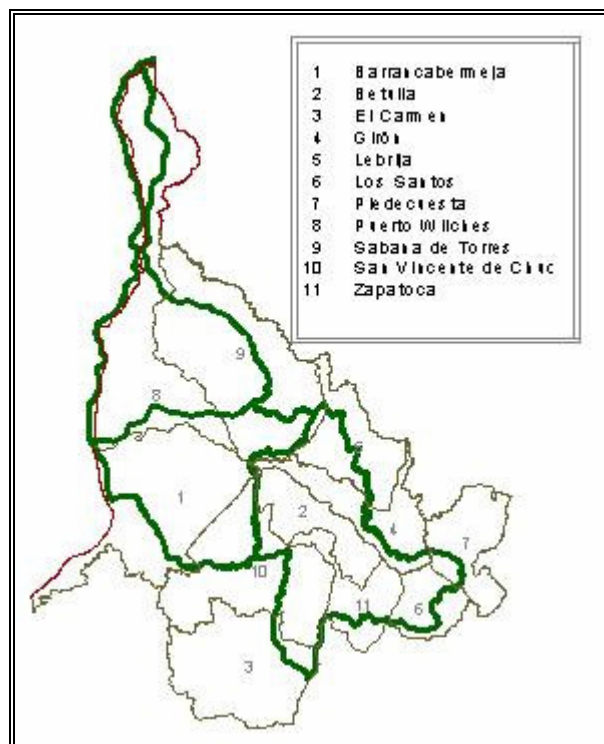 1 Barrancabermeja
2 Betulia
3 El Carmen
4 Girón
5 Lebrija
6 Los Santos
7 Piedecuesta
8 Puerto Wilches
9 Sabana de Torres
10 San Vincente de Chuc
11 Zapatoca
9
8
1
2
4
7
10
11
6
3